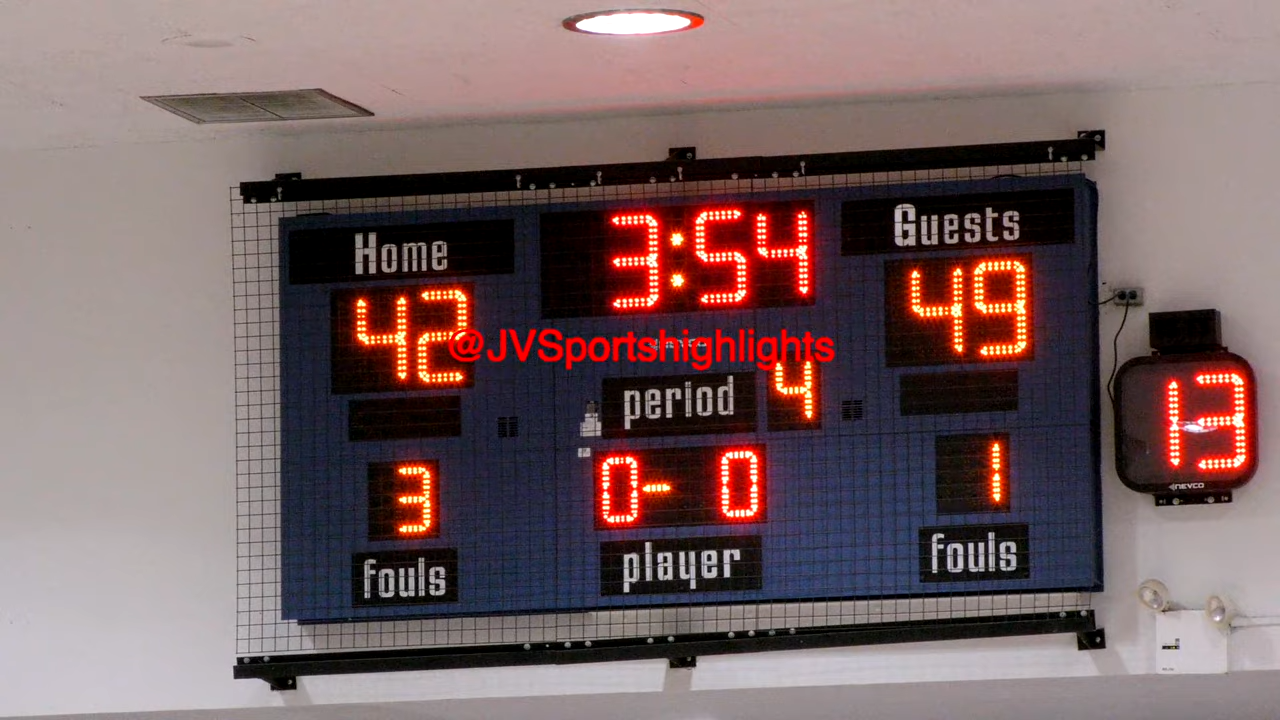 3:54
Home
Guests
42
49
@JVSportshighlights
period
4
13
NEVCO
3
0- 0
1
fouls
player
fouls